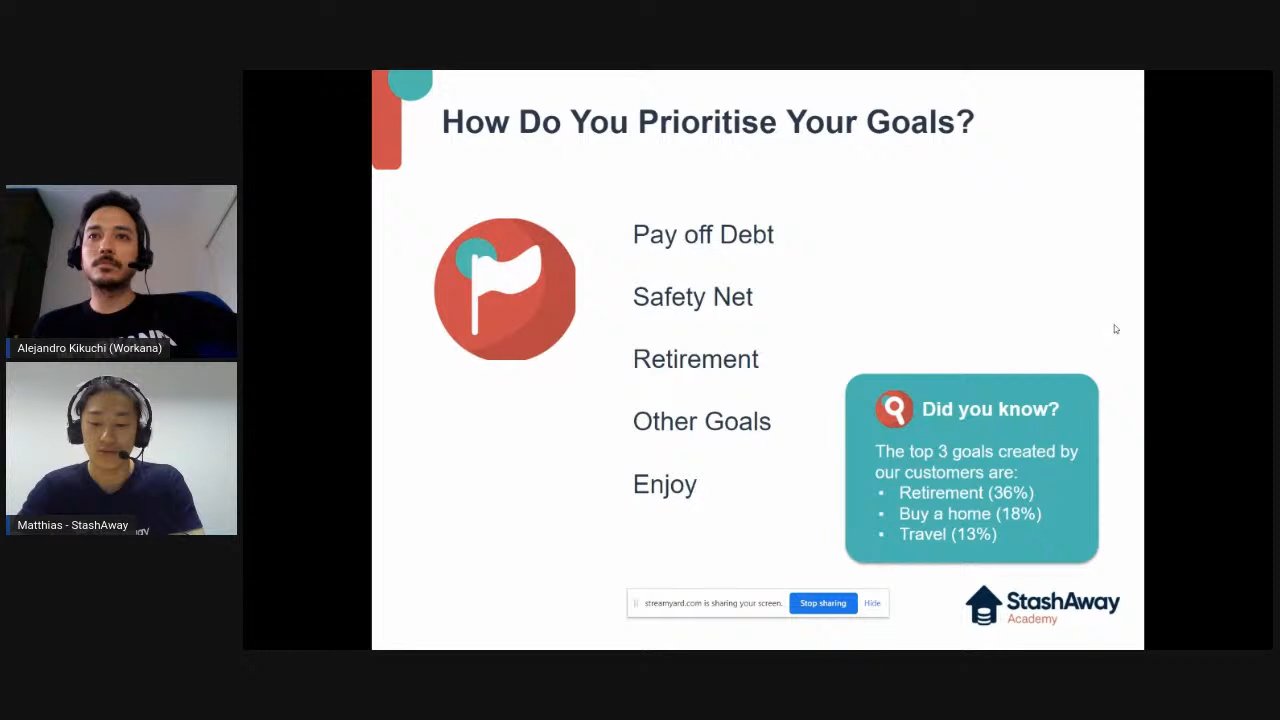 How Do You Prioritise Your Goals?
Pay off Debt
Safety Net
Retirement
Other Goals
Enjoy
Did you know?
The top 3 goals created by
our customers are:
• Retirement (36%)
• Buy a home (18%)
• Travel (13%)
Alejandro Kikuchi (Workana)
Matthias - StashAway
streamyard.com is sharing your screen.
Stop sharing
Hide
StashAway
Academy